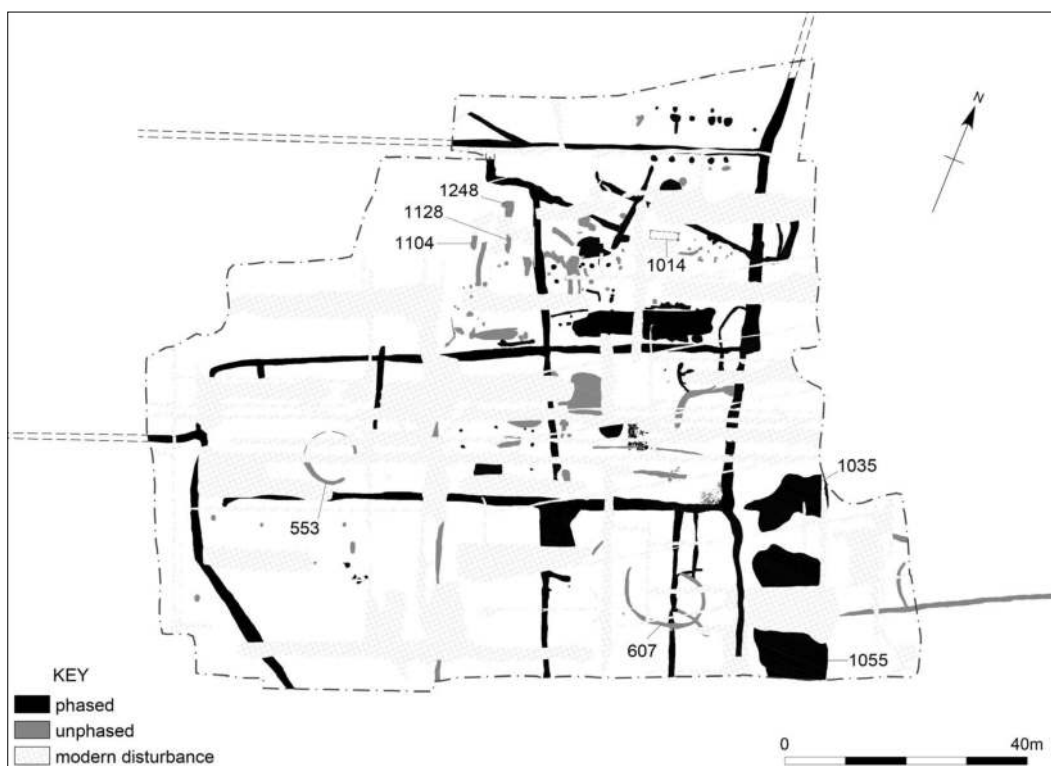 N
1248
1128
1104
1014
1035
553
607
1055
KEY
phased
unphased
modern disturbance
0 40m